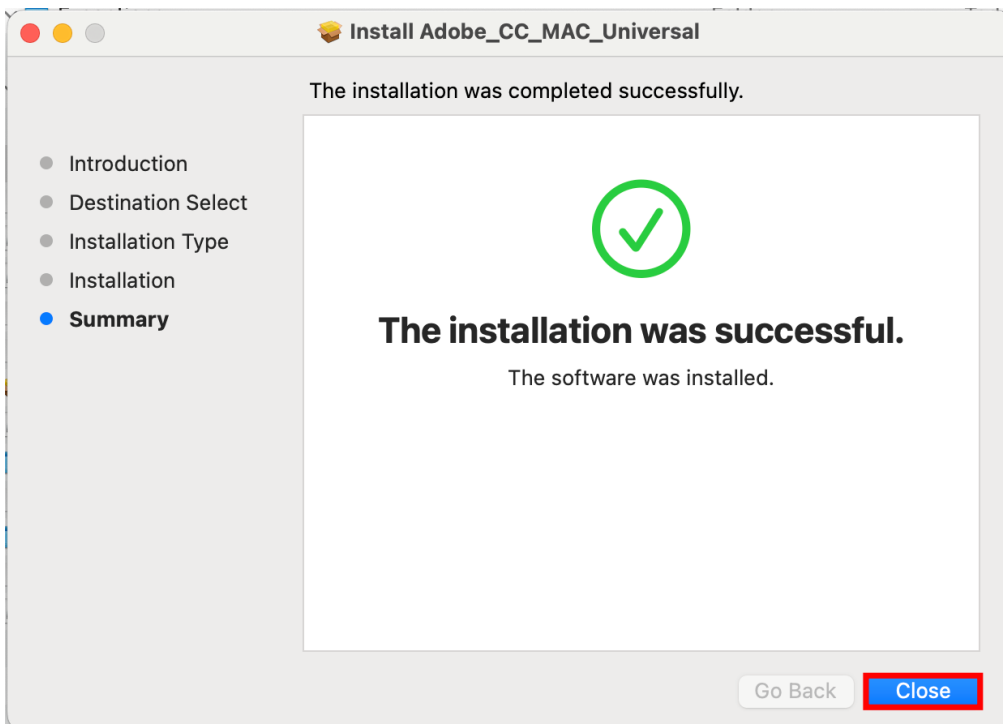 Install Adobe_CC_MAC_Universal
The installation was completed successfully.
Introduction
Destination Select
Installation Type
Installation
Summary
The installation was successful.
The software was installed.
Go Back
Close